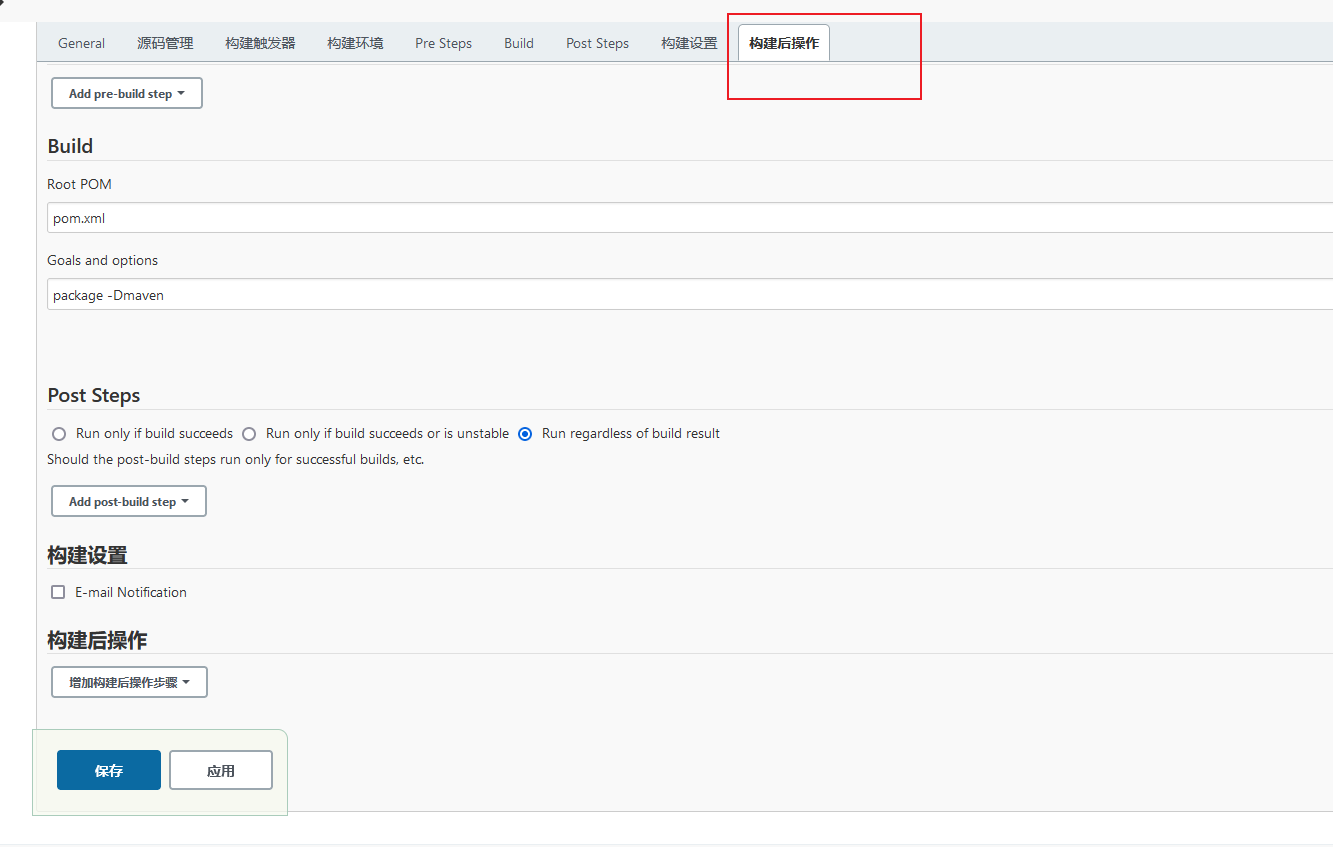 General 源码管理 构建触发器 构建环境 Pre Steps Build Post Steps 构建设置 构建后操作
Add pre-build step
Build
Root POM
pom.xml
Goals and options
package -Dmaven
Post Steps
Run only if build succeeds Run only if build succeeds or is unstable Run regardless of build result
Should the post-build steps run only for successful builds, etc.
Add post-build step
构建设置
E-mail Notification
构建后操作
增加构建后操作步骤
保存 应用